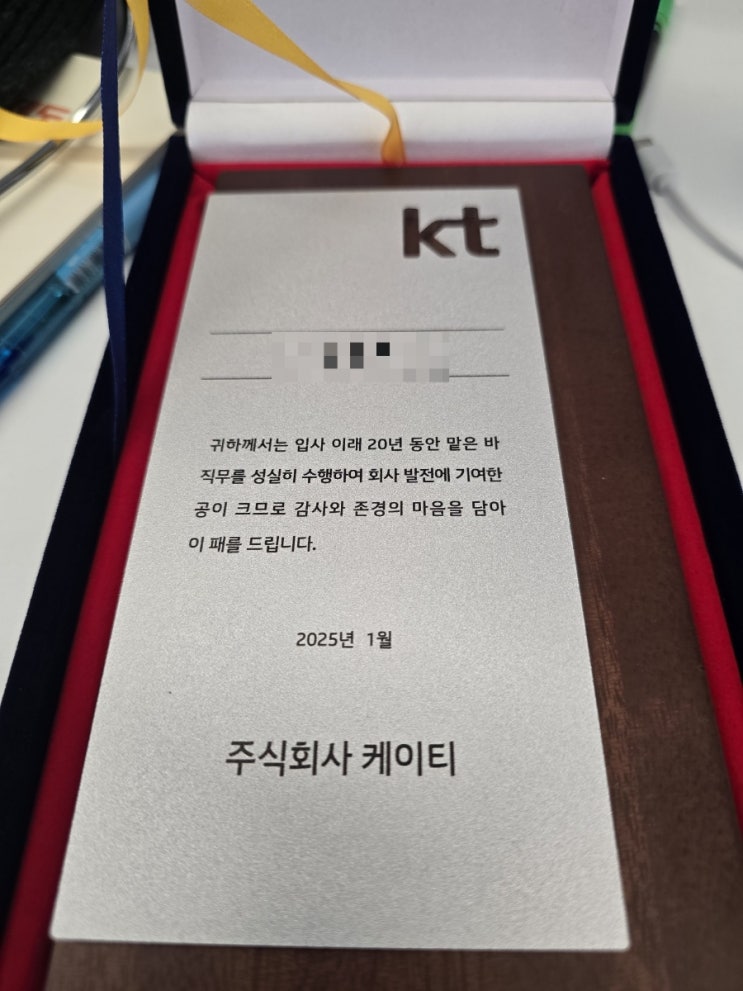 kt
귀하께서는 입사 이래 20년 동안 맡은 바
직무를 성실히 수행하여 회사 발전에 기여한
공이 크므로 감사와 존경의 마음을 담아
이 패를 드립니다.
2025년 1월
주식회사 케이티